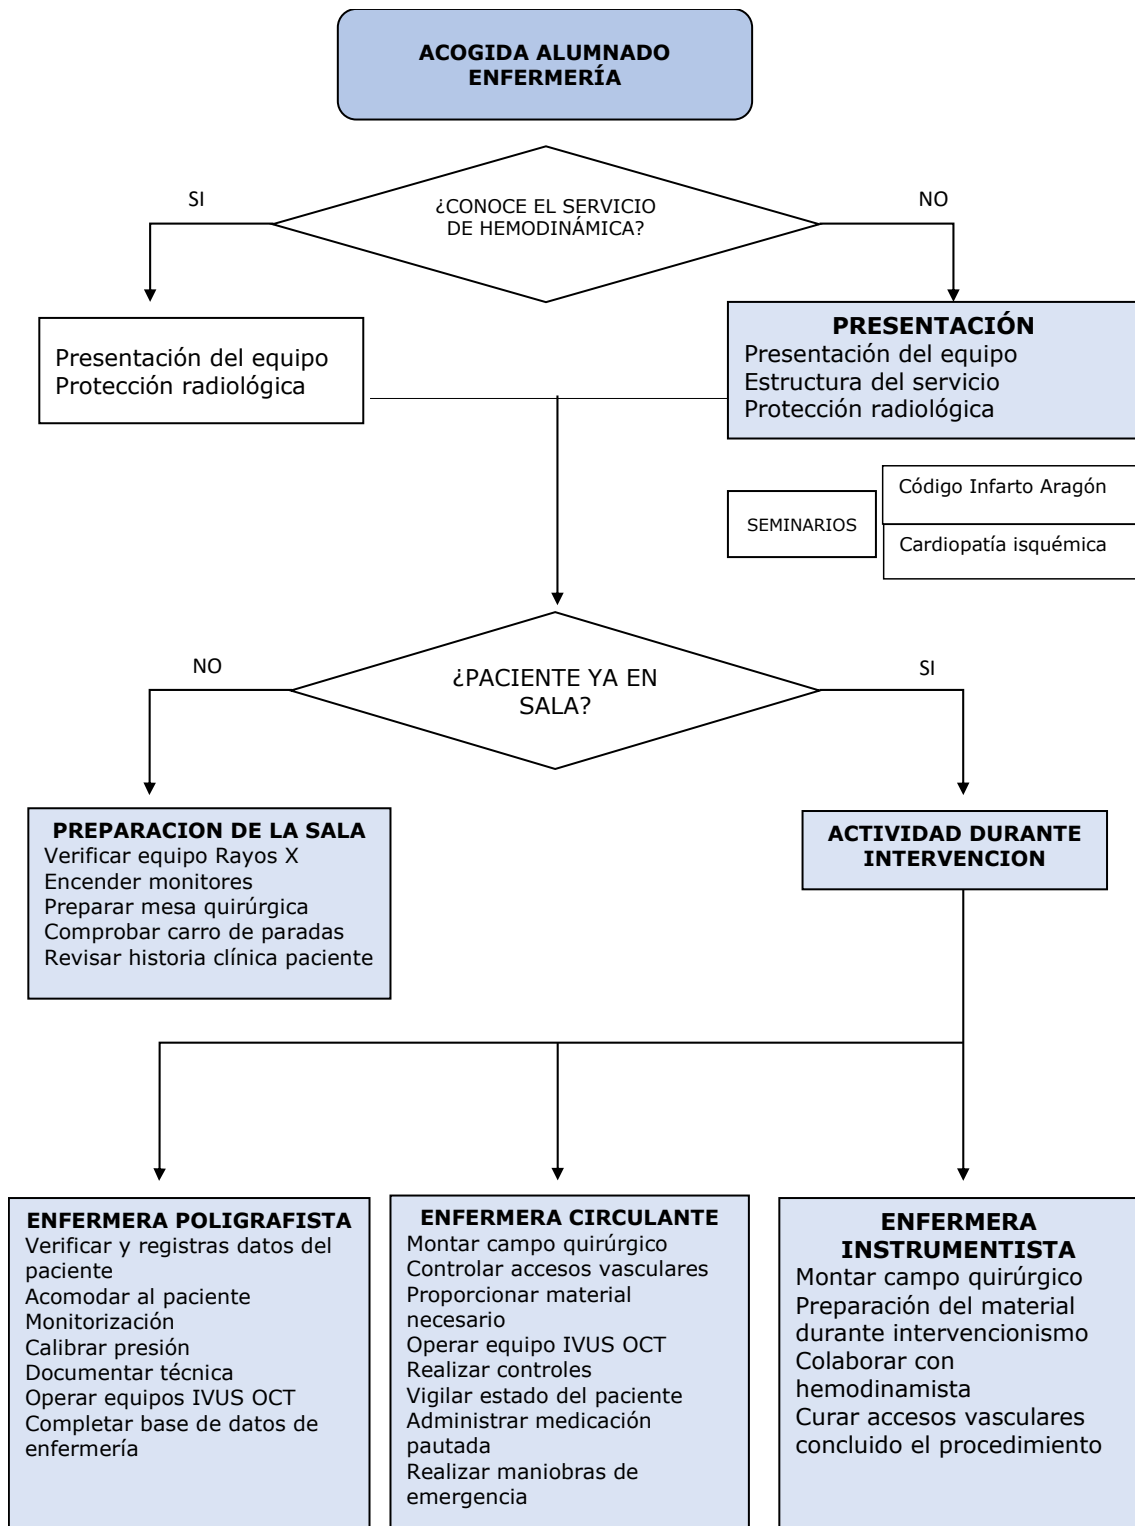 ACOGIDA ALUMNADO
ENFERMERÍA
SI
¿CONOCE EL SERVICIO
DE HEMODINÁMICA?
NO
Presentación del equipo
Protección radiológica
PRESENTACIÓN
Presentación del equipo
Estructura del servicio
Protección radiológica
SEMINARIOS
Código Infarto Aragón
Cardiopatía isquémica
NO
¿PACIENTE YA EN
SALA?
SI
PREPARACION DE LA SALA
Verificar equipo Rayos X
Encender monitores
Preparar mesa quirúrgica
Comprobar carro de paradas
Revisar historia clínica paciente
ACTIVIDAD DURANTE
INTERVENCION
ENFERMERA POLIGRAFISTA
Verificar y registras datos del
paciente
Acomodar al paciente
Monitorización
Calibrar presión
Documentar técnica
Operar equipos IVUS OCT
Completar base de datos de
enfermería
ENFERMERA CIRCULANTE
Montar campo quirúrgico
Controlar accesos vasculares
Proporcionar material
necesario
Operar equipo IVUS OCT
Realizar controles
Vigilar estado del paciente
Administrar medicación
pautada
Realizar maniobras de
emergencia
ENFERMERA
INSTRUMENTISTA
Montar campo quirúrgico
Preparación del material
durante intervencionismo
Colaborar con
hemodinamista
Curar accesos vasculares
concluido el procedimiento